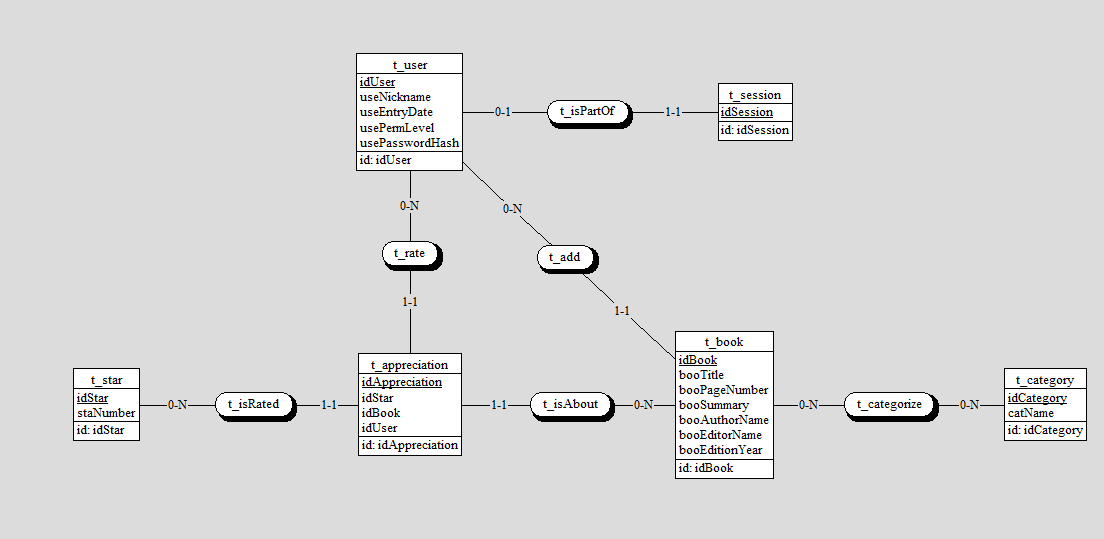 t_user
idUser
useNickname
useEntryDate
usePermLevel
usePasswordHash
id: idUser
0-1
t_isPartOf
1-1
t_session
idSession
id: idSession
0-N
t_rate
1-1
0-N
t_add
1-1
t_star
idStar
staNumber
id: idStar
0-N
t_isRated
1-1
t_appreciation
idAppreciation
idStar
idBook
idUser
id: idAppreciation
1-1
t_isAbout
0-N
t_book
idBook
booTitle
booPageNumber
booSummary
booAuthorName
booEditorName
booEditionYear
id: idBook
0-N
t_categorize
0-N
t_category
idCategory
catName
id: idCategory